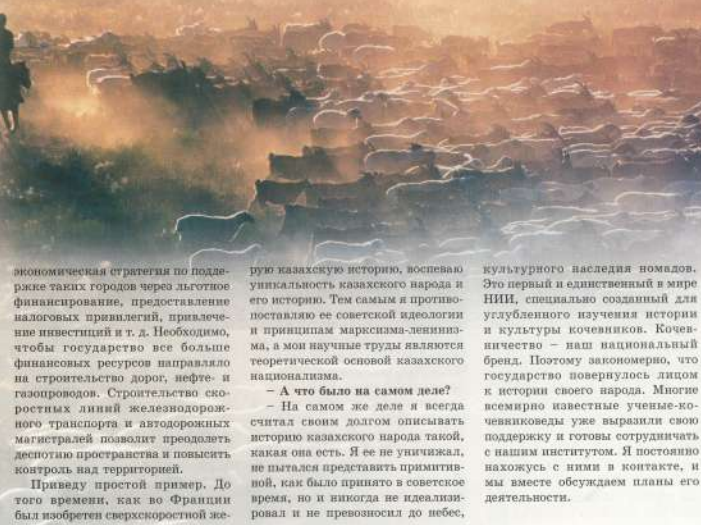 экономическая стратегия по подде-
ржке таких городов через льготное
финансирование, предоставление
налоговых привилегий, привлече-
ние инвестиций и т. д. Необходимо,
чтобы государство все больше
финансовых ресурсов направляло
на строительство дорог, нефте- и
газопроводов. Строительство ско-
ростных линий железнодорож-
ного транспорта и автодорожных
магистралей позволит преодолеть
деспотию пространства и повысить
контроль над территорией.
Приведу простой пример. До
того времени, как во Франции
был изобретен сверхскоростной же-
рую казахскую историю, воспеваю
уникальность казахского народа и
его историю. Тем самым я противо-
поставляю ее советской идеологии
и принципам марксизма-лениниз-
ма, а мои научные труды являются
теоретической основой казахского
национализма.
– А что было на самом деле?
– На самом же деле я всегда
считал своим долгом описывать
историю казахского народа такой,
какая она есть. Я ее не уничижал,
не пытался представить примитив-
ной, как было принято в советское
время, но и никогда не идеализи-
ровал и не превозносил до небес,
культурного наследия номадов.
Это первый и единственный в мире
НИИ, специально созданный для
углубленного изучения истории
и культуры кочевников. Кочев-
ничество – наш национальный
бренд. Поэтому закономерно, что
государство повернулось лицом
к истории своего народа. Многие
всемирно известные ученые-ко-
чевниковеды уже выразили свою
поддержку и готовы сотрудничать
с нашим институтом. Я постоянно
нахожусь с ними в контакте, и
мы вместе обсуждаем планы его
деятельности.